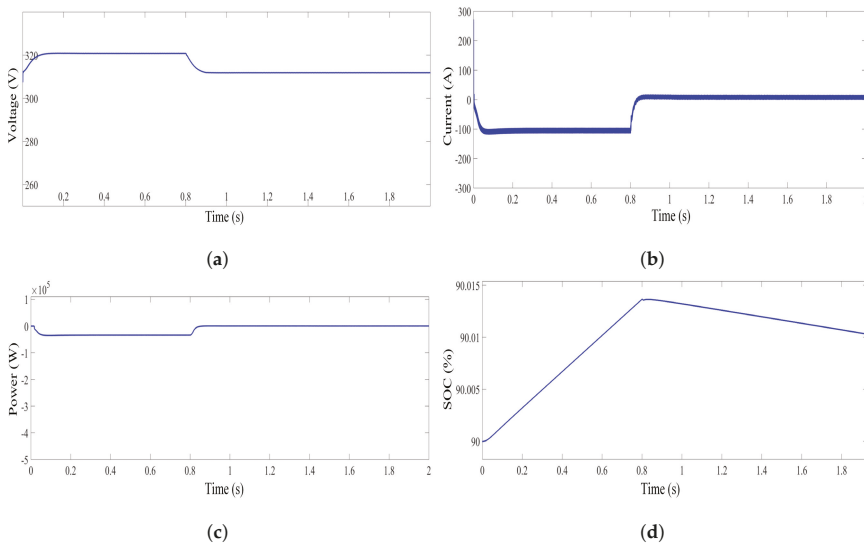 320
300
280
260
Voltage (V)
0.2 0.4 0.6 0.8 1 1.2 1.4 1.6 1.8
Time (s)
(a)
300
200
100
0
-100
-200
-300
Current (A)
0 0.2 0.4 0.6 0.8 1 1.2 1.4 1.6 1.8
Time (s)
(b)
×10⁵
1
0
-1
-2
-3
-4
-5
Power (W)
0 0.2 0.4 0.6 0.8 1 1.2 1.4 1.6 1.8 2
Time (s)
(c)
90.015
90.01
90.005
90
SOC (%)
0 0.2 0.4 0.6 0.8 1 1.2 1.4 1.6 1.8
Time (s)
(d)